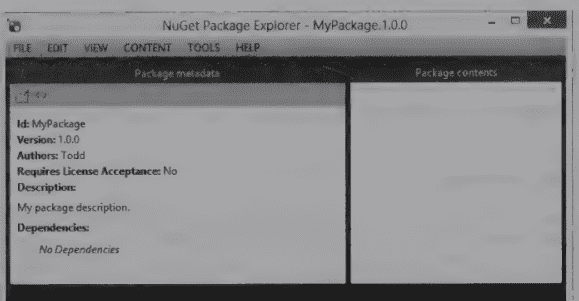 NuGet Package Explorer - MyPackage.1.0.0
FILE EDIT VIEW CONTENT TOOLS HELP
Package metadata
Package contents
Id: MyPackage
Version: 1.0.0
Authors: Todd
Requires License Acceptance: No
Description:
My package description.
Dependencies:
No Dependencies